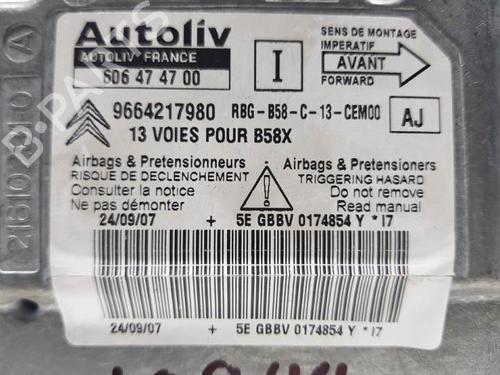 Autoliv
AUTOLIV FRANCE
606 47 47 00
I
SENS DE MONTAGE
IMPERATIF
AVANT
FORWARD
9664217980
RBG-B58-C-13-CEM00
AJ
13 VOIES POUR B58X
Airbags & Pretensionneurs
RISQUE DE DECLENCHEMENT
Consulter la notice
Ne pas démonter
Airbags & Pretensioners
TRIGGERING HASARD
Do not remove
Read manual
24/09/07 + 5E GBBV 0174854 Y *I7
24/09/07 + 5E GBBV 0174854 Y *I7
A
B-PARTS